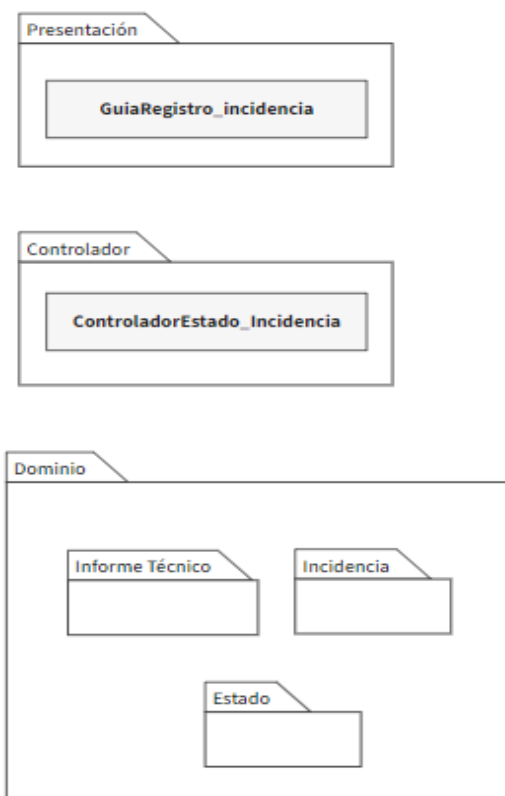 Presentación
GuiaRegistro_incidencia
Controlador
ControladorEstado_Incidencia
Dominio
Informe Técnico
Incidencia
Estado